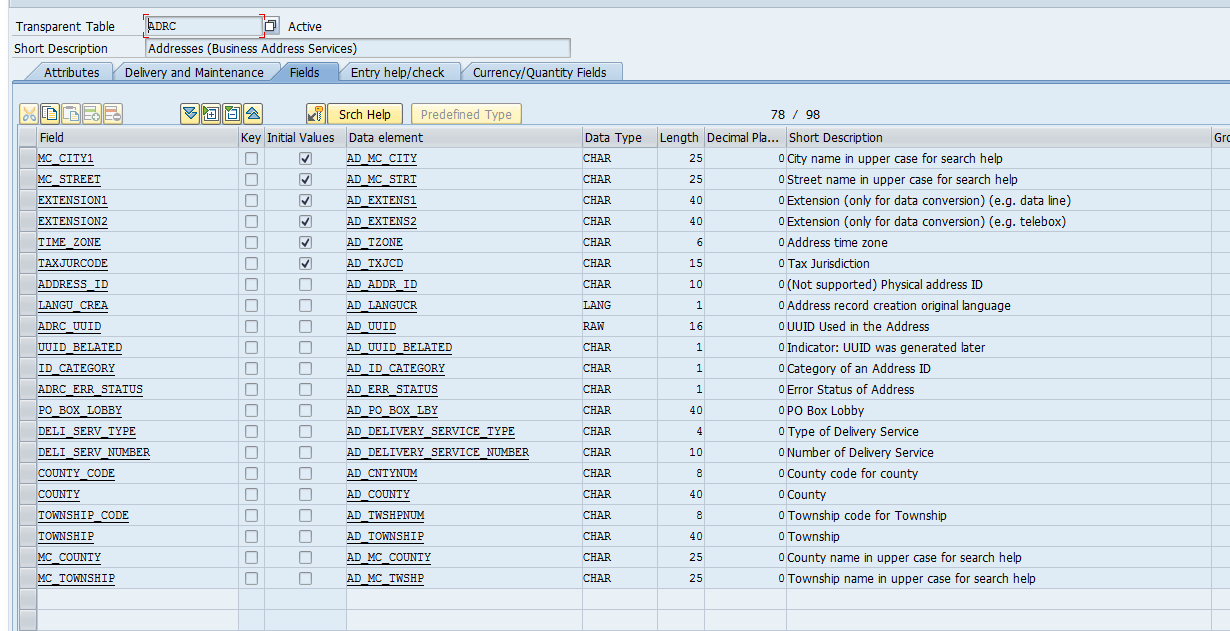 Transparent Table ADRC Active
Short Description Addresses (Business Address Services)
Attributes Delivery and Maintenance Fields Entry help/check Currency/Quantity Fields
Srch Help Predefined Type 78 / 98
Field Key Initial Values Data element Data Type Length Decimal Pla... Short Description Gro
MC_CITY1 AD_MC_CITY CHAR 25 0 City name in upper case for search help
MC_STREET AD_MC_STRT CHAR 25 0 Street name in upper case for search help
EXTENSION1 AD_EXTENS1 CHAR 40 0 Extension (only for data conversion) (e.g. data line)
EXTENSION2 AD_EXTENS2 CHAR 40 0 Extension (only for data conversion) (e.g. telebox)
TIME_ZONE AD_TZONE CHAR 6 0 Address time zone
TAXJURCODE AD_TXJCD CHAR 15 0 Tax Jurisdiction
ADDRESS_ID AD_ADDR_ID CHAR 10 0 (Not supported) Physical address ID
LANGU_CREA AD_LANGUCR LANG 1 0 Address record creation original language
ADRC_UUID AD_UUID RAW 16 0 UUID Used in the Address
UUID_BELATED AD_UUID_BELATED CHAR 1 0 Indicator: UUID was generated later
ID_CATEGORY AD_ID_CATEGORY CHAR 1 0 Category of an Address ID
ADRC_ERR_STATUS AD_ERR_STATUS CHAR 1 0 Error Status of Address
PO_BOX_LOBBY AD_PO_BOX_LBY CHAR 40 0 PO Box Lobby
DELI_SERV_TYPE AD_DELIVERY_SERVICE_TYPE CHAR 4 0 Type of Delivery Service
DELI_SERV_NUMBER AD_DELIVERY_SERVICE_NUMBER CHAR 10 0 Number of Delivery Service
COUNTY_CODE AD_CNTYNUM CHAR 8 0 County code for county
COUNTY AD_COUNTY CHAR 40 0 County
TOWNSHIP_CODE AD_TWSHPNUM CHAR 8 0 Township code for Township
TOWNSHIP AD_TOWNSHIP CHAR 40 0 Township
MC_COUNTY AD_MC_COUNTY CHAR 25 0 County name in upper case for search help
MC_TOWNSHIP AD_MC_TWSHP CHAR 25 0 Township name in upper case for search help